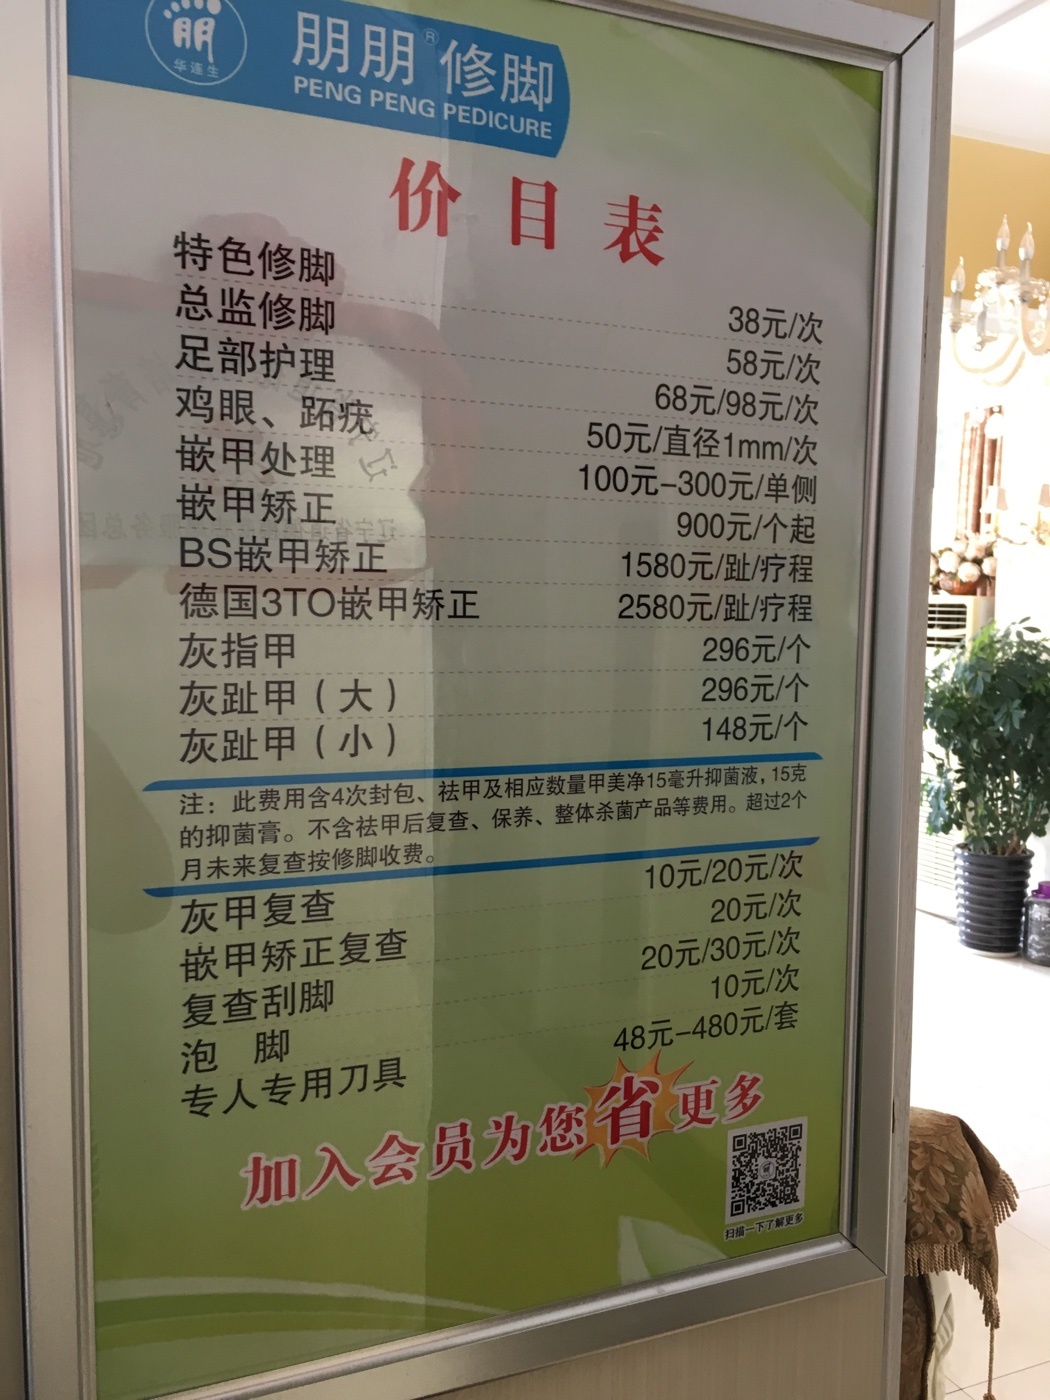 朋
华莲生
朋朋®修脚
PENG PENG PEDICURE
价目表
特色修脚 38元/次
总监修脚 58元/次
足部护理 68元/98元/次
鸡眼、跖疣 50元/直径1mm/次
嵌甲处理 100元-300元/单侧
嵌甲矫正 900元/个起
BS嵌甲矫正 1580元/趾/疗程
德国3TO嵌甲矫正 2580元/趾/疗程
灰指甲 296元/个
灰趾甲(大) 296元/个
灰趾甲(小) 148元/个
注：此费用含4次封包、祛甲及相应数量甲美净15毫升抑菌液，15克
的抑菌膏。不含祛甲后复查、保养、整体杀菌产品等费用。超过2个
月未来复查按修脚收费。
灰甲复查 10元/20元/次
嵌甲矫正复查 20元/次
复查刮脚 20元/30元/次
泡 脚 10元/次
专人专用刀具 48元-480元/套
加入会员为您省更多
扫描一下了解更多